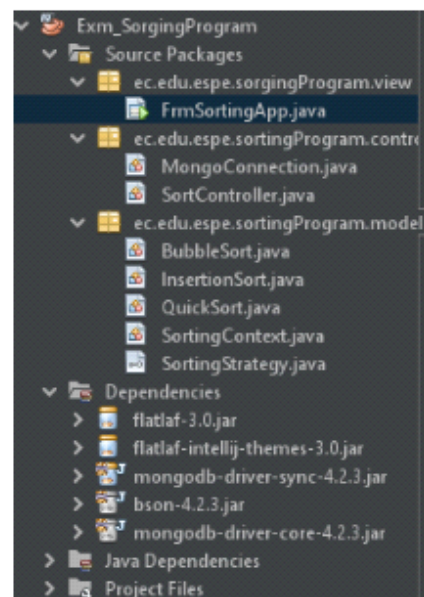 Exm_SorgingProgram
Source Packages
ec.edu.espe.sorgingProgram.view
FrmSortingApp.java
ec.edu.espe.sortingProgram.contr
MongoConnection.java
SortController.java
ec.edu.espe.sortingProgram.model
BubbleSort.java
InsertionSort.java
QuickSort.java
SortingContext.java
SortingStrategy.java
Dependencies
flatlaf-3.0.jar
flatlaf-intellij-themes-3.0.jar
mongodb-driver-sync-4.2.3.jar
bson-4.2.3.jar
mongodb-driver-core-4.2.3.jar
Java Dependencies
Project Files